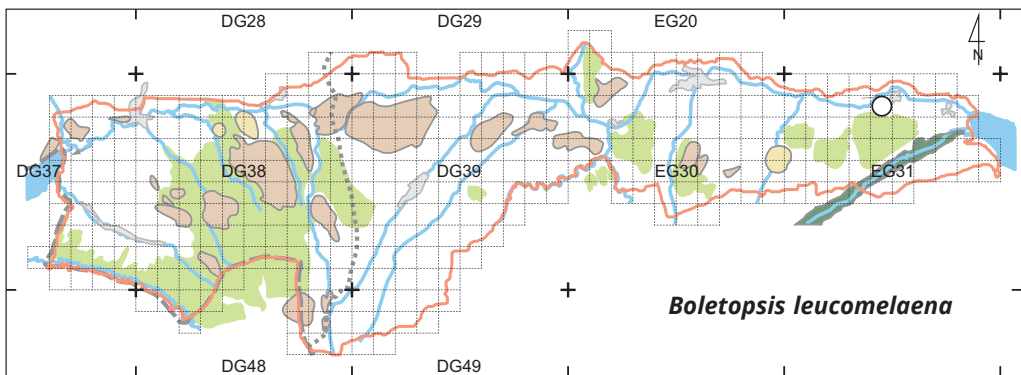 DG28 DG29 EG20
N
DG37 DG38 DG39 EG30 EG31
Boletopsis leucomelaena
DG48 DG49